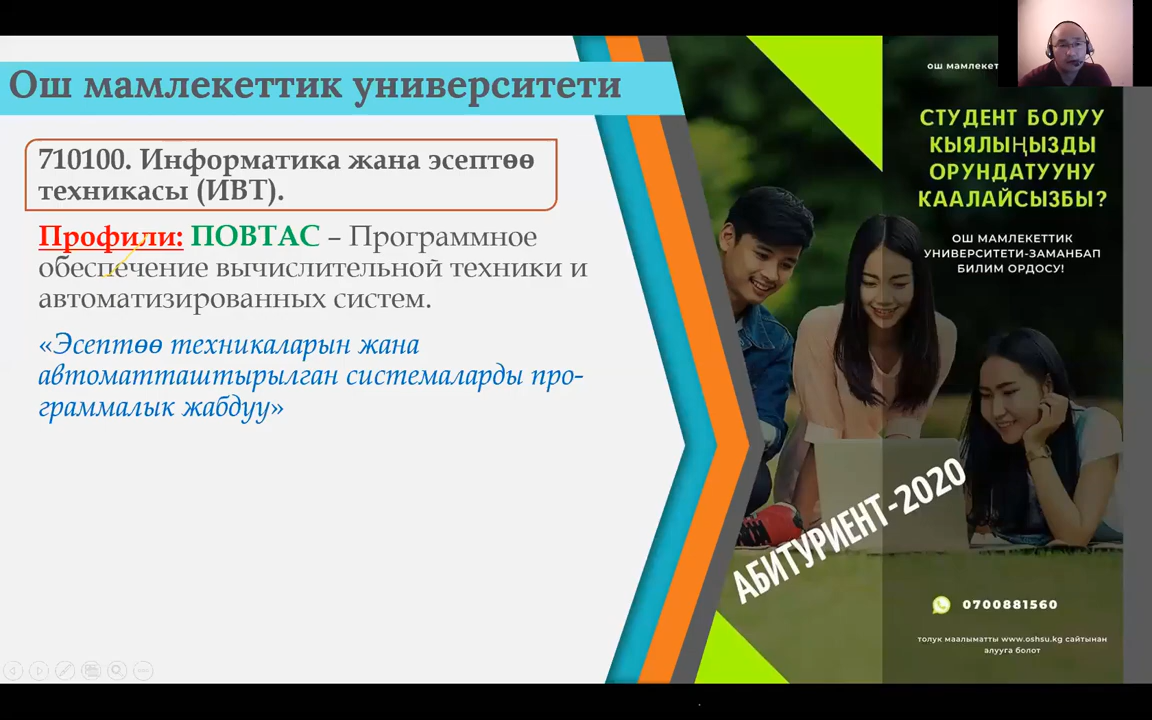 Ош мамлекеттик университети
710100. Информатика жана эсептөө
техникасы (ИВТ).
Профили: ПОВТАС – Программное
обеспечение вычислительной техники и
автоматизированных систем.
«Эсептөө техникаларын жана
автоматташтырылган системаларды про-
граммалык жабдуу»
ош мамлекет
СТУДЕНТ БОЛУУ
КЫЯЛЫҢЫЗДЫ
ОРУНДАТУУНУ
КААЛАЙСЫЗБЫ?
ОШ МАМЛЕКЕТТИК
УНИВЕРСИТЕТИ-ЗАМАНБАП
БИЛИМ ОРДОСУ!
АБИТУРИЕНТ-2020
0700881560
толук маалыматты www.oshsu.kg сайтынан
алууга болот